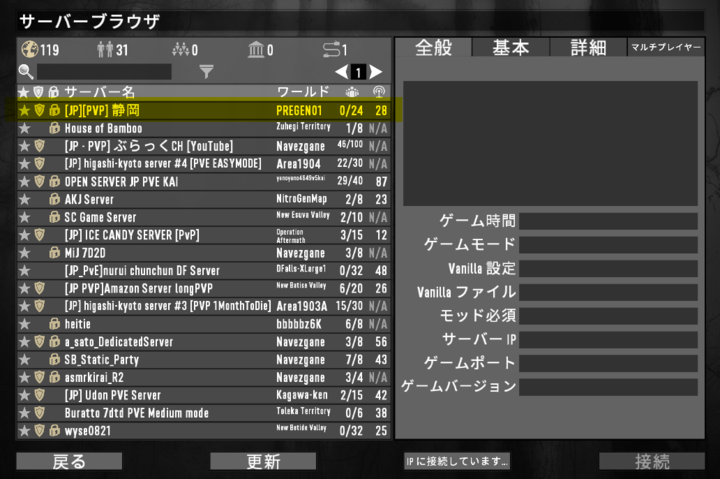 サーバーブラウザ
119 31 0 0 1
1
サーバー名 ワールド
[JP][PVP] 静岡 PREGEN01 0/24 28
House of Bamboo Zuhegi Territory 1/8 N/A
[JP - PVP] ぶらっくCH [YouTube] Navezgane 46/100 N/A
[JP] higashi-kyoto server #4 [PVE EASYMODE] Area1904 22/30 N/A
OPEN SERVER JP PVE KAI 29/40 87
AKJ Server NitroGenMap 2/8 23
SC Game Server New Esuva Valley 2/10 N/A
[JP] ICE CANDY SERVER [PvP] Operation Aftermath 3/15 12
MiJ 7D2D Navezgane 3/8 N/A
[JP_PvE]nurui chunchun DF Server DFalls-XLarge1 0/32 48
[JP PVP]Amazon Server longPVP New Batise Valley 6/20 26
[JP] higashi-kyoto server #3 [PVP 1MonthToDie] Area1903A 15/30 N/A
heitie bbbbbz6K 6/8 N/A
a_sato_DedicatedServer Navezgane 3/8 56
SB_Static_Party Navezgane 7/8 43
asmrkirai_R2 Navezgane 3/4 N/A
[JP] Udon PVE Server Kagawa-ken 2/15 42
Buratto 7dtd PVE Medium mode Taleka Territory 0/6 38
wyse0821 New Botide Valley 0/32 25
戻る 更新
全般 基本 詳細 マルチプレイヤー
ゲーム時間
ゲームモード
Vanilla 設定
Vanilla ファイル
モッド必須
サーバー IP
ゲームポート
ゲームバージョン
IPに接続しています... 接続